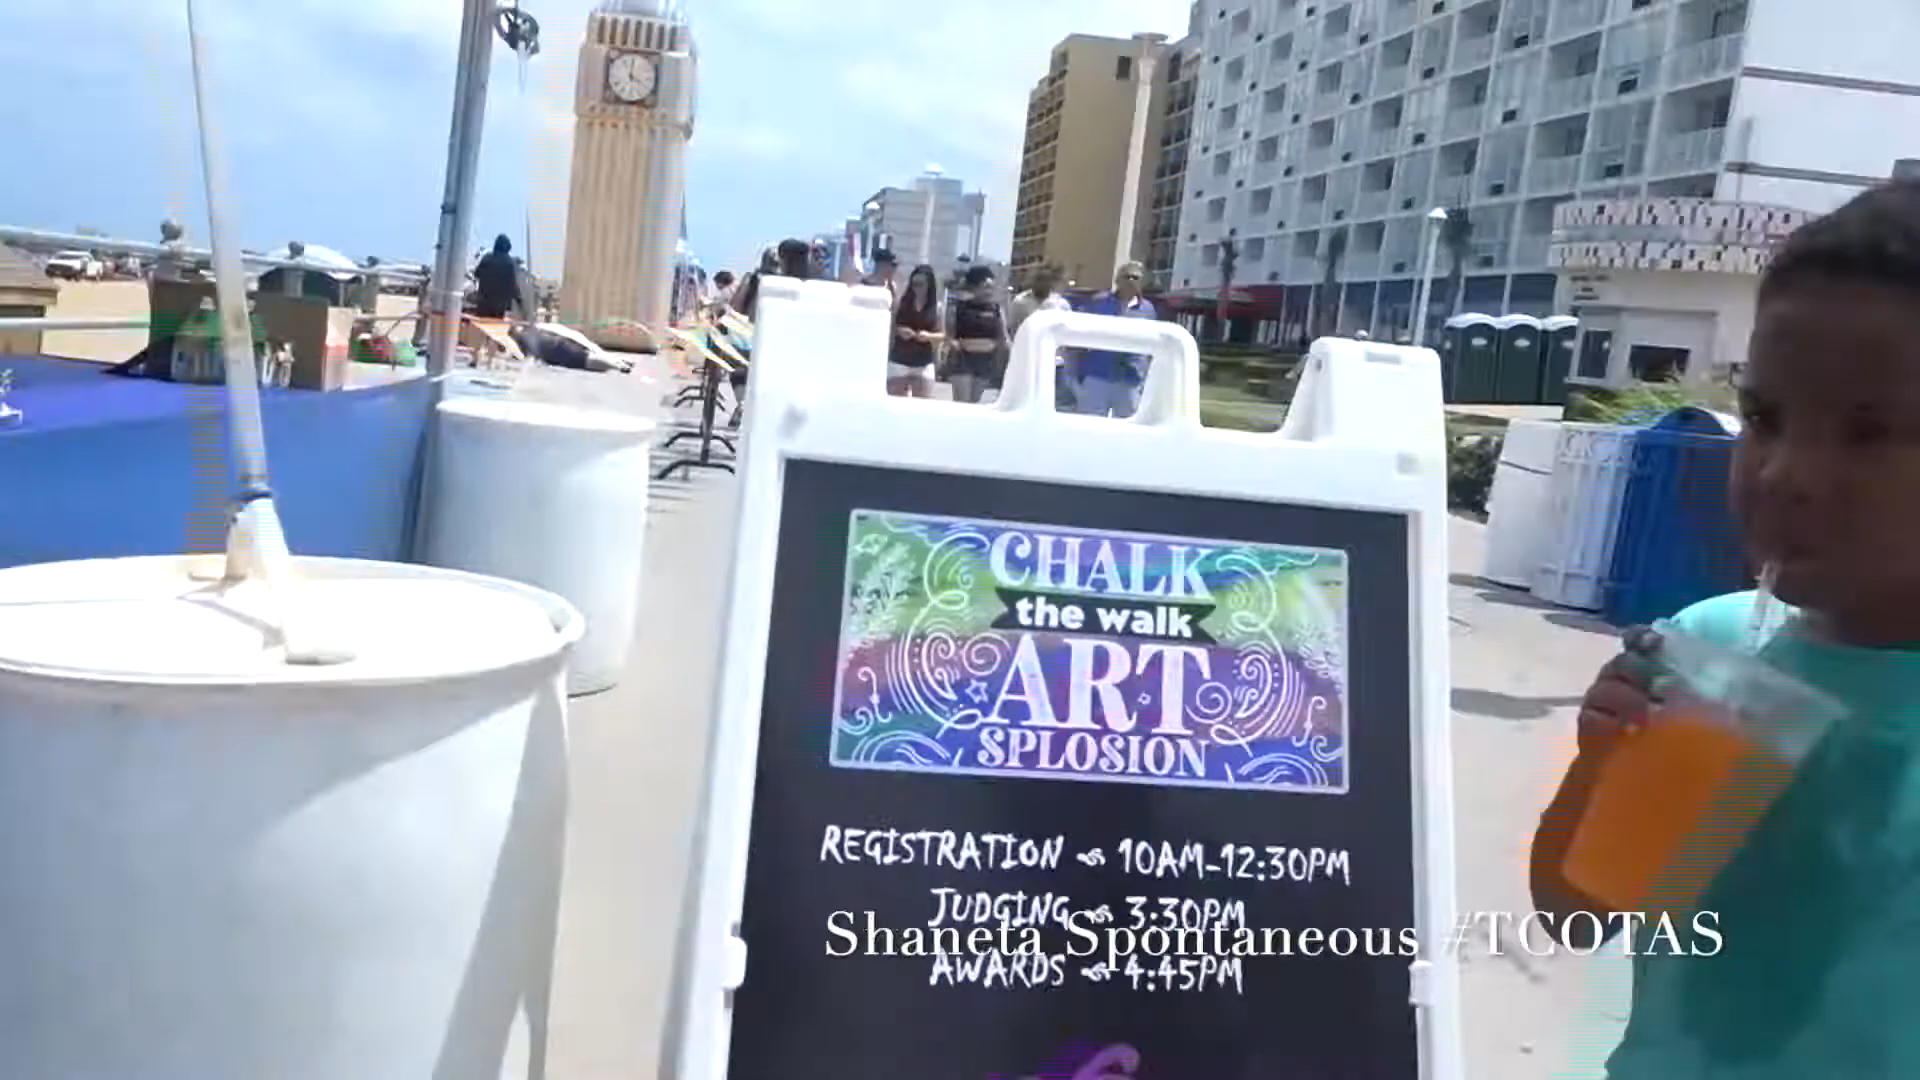 CHALK
the walk
ART
SPLOSION
REGISTRATION 10AM-12:30PM
JUDGING 3:30PM
Shaneta Spontaneous #TCOTAS
AWARDS 4:45PM